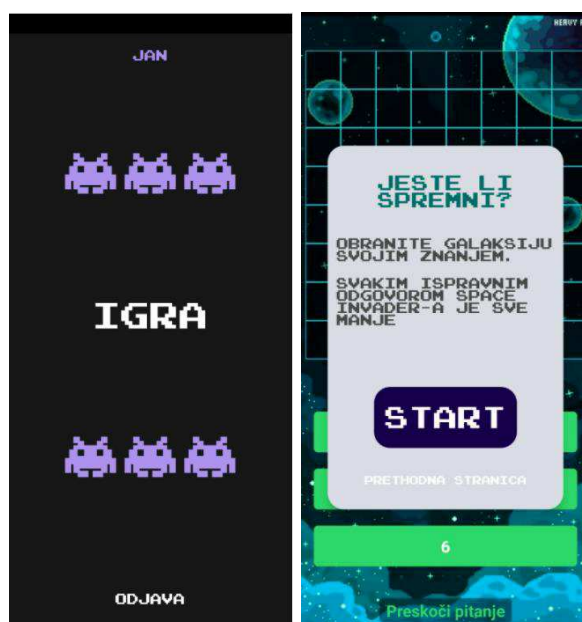 JAN
IGRA
ODJAVA
JESTE LI
SPREMNI?
OBRANITE GALAKSIJU
SVOJIM ZNANJEM.
SVAKIM ISPRAVNIM
ODGOVOROM SPACE
INVADER-A JE SVE
MANJE
START
PRETHODNA STRANICA
6
Preskoči pitanje